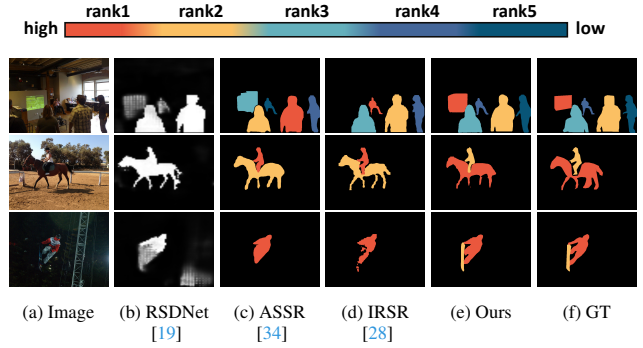 rank1 rank2 rank3 rank4 rank5
high low
(a) Image (b) RSDNet (c) ASSR (d) IRSR (e) Ours (f) GT
[19] [34] [28]